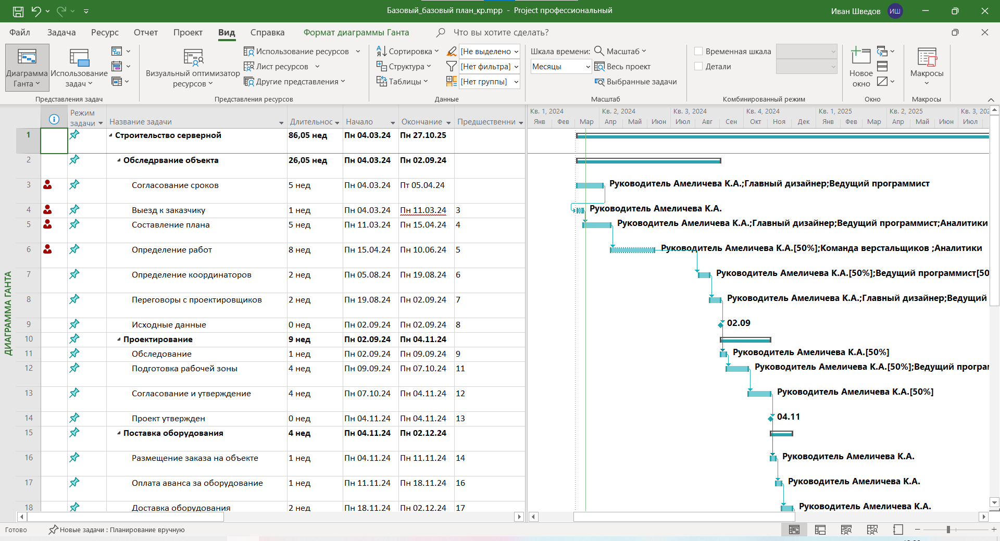 Базовый_базовый план_кр.mpp - Project профессиональный
Иван Шведов ИШ
Файл Задача Ресурс Отчет Проект Вид Справка Формат диаграммы Ганта Что вы хотите сделать?
Диаграмма Ганта
Использование задач
Представления задач
Визуальный оптимизатор ресурсов
Использование ресурсов
Лист ресурсов
Другие представления
Представления ресурсов
Сортировка
Структура
Таблицы
[Не выделено
[Нет фильтра]
[Нет группы]
Данные
Шкала времени:
Месяцы
Масштаб
Весь проект
Выбранные задачи
Масштаб
Временная шкала
Детали
Комбинированный режим
Новое окно
Окно
Макросы
Макросы
Режим задачи Название задачи Длительнос Начало Окончание Предшественни
Кв. 1, 2024 Кв. 2, 2024 Кв. 3, 2024 Кв. 4, 2024 Кв. 1, 2025 Кв. 2, 2025 Кв. 3, 202
Янв Фев Мар Апр Май Июн Июл Авг Сен Окт Ноя Дек Янв Фев Мар Апр Май Июн Июл
ДИАГРАММА ГАНТА
1 Строительство серверной 86,05 нед Пн 04.03.24 Пн 27.10.25
2 Обследрвание объекта 26,05 нед Пн 04.03.24 Пн 02.09.24
3 Согласование сроков 5 нед Пн 04.03.24 Пт 05.04.24 Руководитель Амеличева К.А.;Главный дизайнер;Ведущий программист
4 Выезд к заказчику 1 нед Пн 04.03.24 Пн 11.03.24 3 Руководитель Амеличева К.А.
5 Составление плана 5 нед Пн 11.03.24 Пн 15.04.24 4 Руководитель Амеличева К.А.;Главный дизайнер;Ведущий программист;Аналитики
6 Определение работ 8 нед Пн 15.04.24 Пн 10.06.24 5 Руководитель Амеличева К.А.[50%];Команда верстальщиков ;Аналитики
7 Определение координаторов 2 нед Пн 05.08.24 Пн 19.08.24 6 Руководитель Амеличева К.А.[50%];Ведущий программист[50
8 Переговоры с проектировщиков 2 нед Пн 19.08.24 Пн 02.09.24 7 Руководитель Амеличева К.А.;Главный дизайнер;Ведущий
9 Исходные данные 0 нед Пн 02.09.24 Пн 02.09.24 8 02.09
10 Проектирование 9 нед Пн 02.09.24 Пн 04.11.24
11 Обследование 1 нед Пн 02.09.24 Пн 09.09.24 9 Руководитель Амеличева К.А.[50%]
12 Подготовка рабочей зоны 4 нед Пн 09.09.24 Пн 07.10.24 11 Руководитель Амеличева К.А.[50%];Ведущий програм
13 Согласование и утверждение 4 нед Пн 07.10.24 Пн 04.11.24 12 Руководитель Амеличева К.А.[50%]
14 Проект утвержден 0 нед Пн 04.11.24 Пн 04.11.24 13 04.11
15 Поставка оборудования 4 нед Пн 04.11.24 Пн 02.12.24
16 Размещение заказа на объекте 1 нед Пн 04.11.24 Пн 11.11.24 14 Руководитель Амеличева К.А.
17 Оплата аванса за оборудование 1 нед Пн 11.11.24 Пн 18.11.24 16 Руководитель Амеличева К.А.
18 Доставка оборудования 2 нед Пн 18.11.24 Пн 02.12.24 17 Руководитель Амеличева К.А.
Готово Новые задачи : Планирование вручную